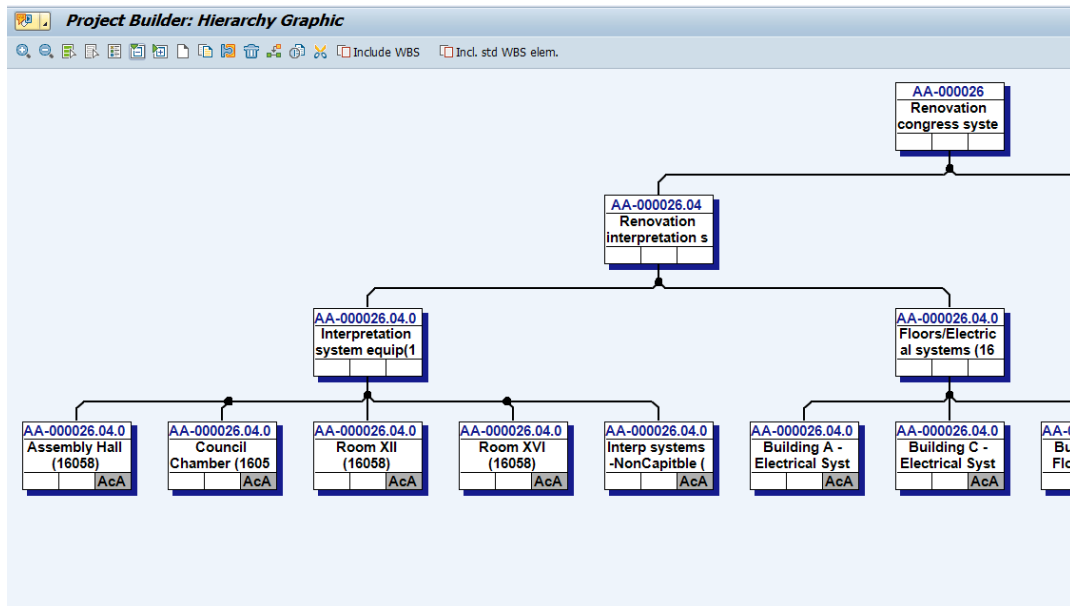 Project Builder: Hierarchy Graphic
Include WBS Incl. std WBS elem.
AA-000026
Renovation
congress syste
AA-000026.04
Renovation
interpretation s
AA-000026.04.0
Interpretation
system equip(1
AA-000026.04.0
Floors/Electric
al systems (16
AA-000026.04.0
Assembly Hall
(16058)
AcA
AA-000026.04.0
Council
Chamber (1605
AcA
AA-000026.04.0
Room XII
(16058)
AcA
AA-000026.04.0
Room XVI
(16058)
AcA
AA-000026.04.0
Interp systems
-NonCapitble (
AcA
AA-000026.04.0
Building A -
Electrical Syst
AcA
AA-000026.04.0
Building C -
Electrical Syst
AcA
AA-0
Bu
Flo